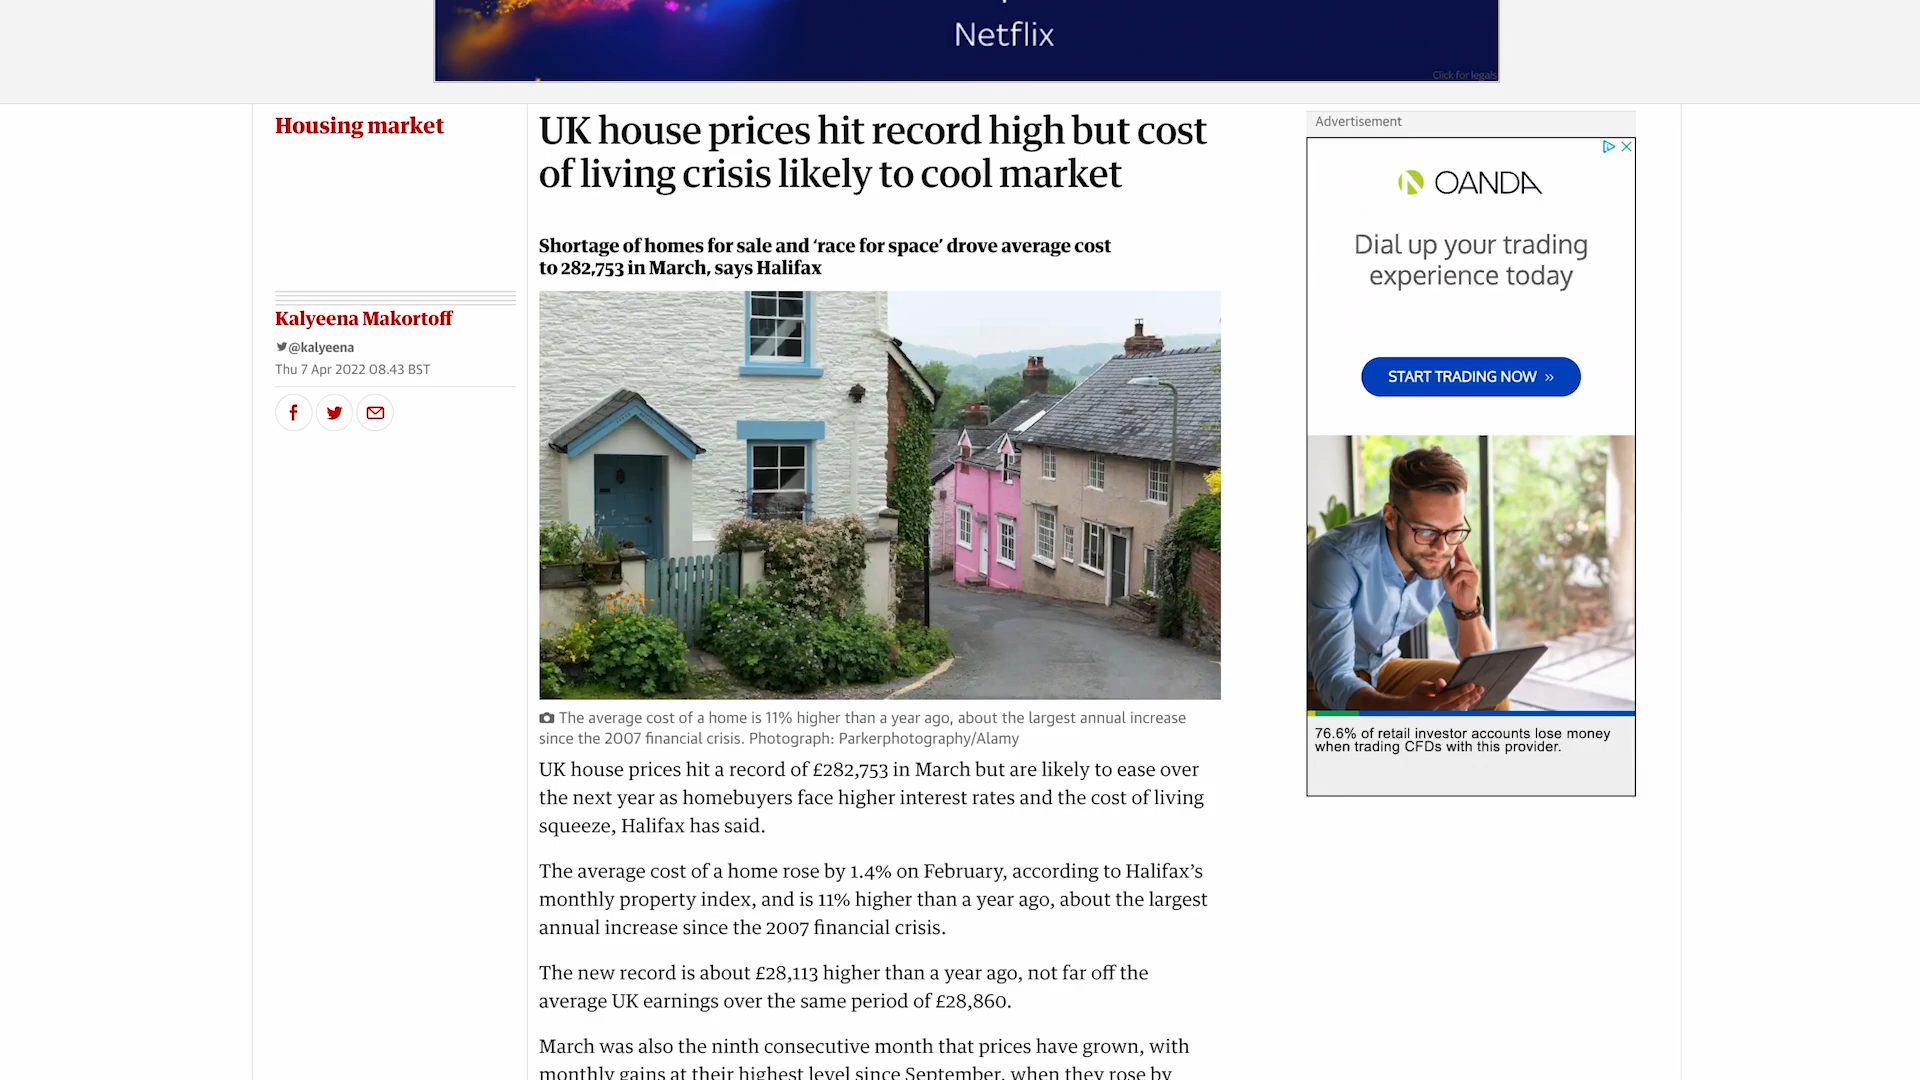 Netflix
Click for legals
Housing market
UK house prices hit record high but cost
of living crisis likely to cool market
Shortage of homes for sale and ‘race for space’ drove average cost
to 282,753 in March, says Halifax
Kalyeena Makortoff
@kalyeena
Thu 7 Apr 2022 08.43 BST
The average cost of a home is 11% higher than a year ago, about the largest annual increase
since the 2007 financial crisis. Photograph: Parkerphotography/Alamy
UK house prices hit a record of £282,753 in March but are likely to ease over
the next year as homebuyers face higher interest rates and the cost of living
squeeze, Halifax has said.
The average cost of a home rose by 1.4% on February, according to Halifax’s
monthly property index, and is 11% higher than a year ago, about the largest
annual increase since the 2007 financial crisis.
The new record is about £28,113 higher than a year ago, not far off the
average UK earnings over the same period of £28,860.
March was also the ninth consecutive month that prices have grown, with
monthly gains at their highest level since September, when they rose by
Advertisement
OANDA
Dial up your trading
experience today
START TRADING NOW »
76.6% of retail investor accounts lose money
when trading CFDs with this provider.